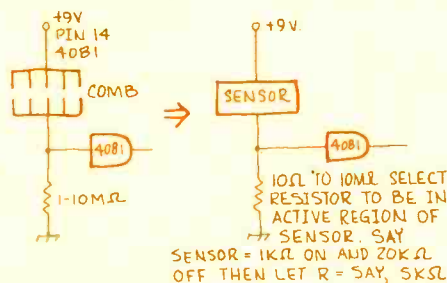 +9V
PIN 14
4081
COMB
4081
1-10MΩ
⇒
+9V.
SENSOR
4081
10Ω TO 10MΩ SELECT
RESISTOR TO BE IN
ACTIVE REGION OF
SENSOR. SAY
SENSOR = 1KΩ ON AND 20KΩ
OFF THEN LET R = SAY, 5KΩ